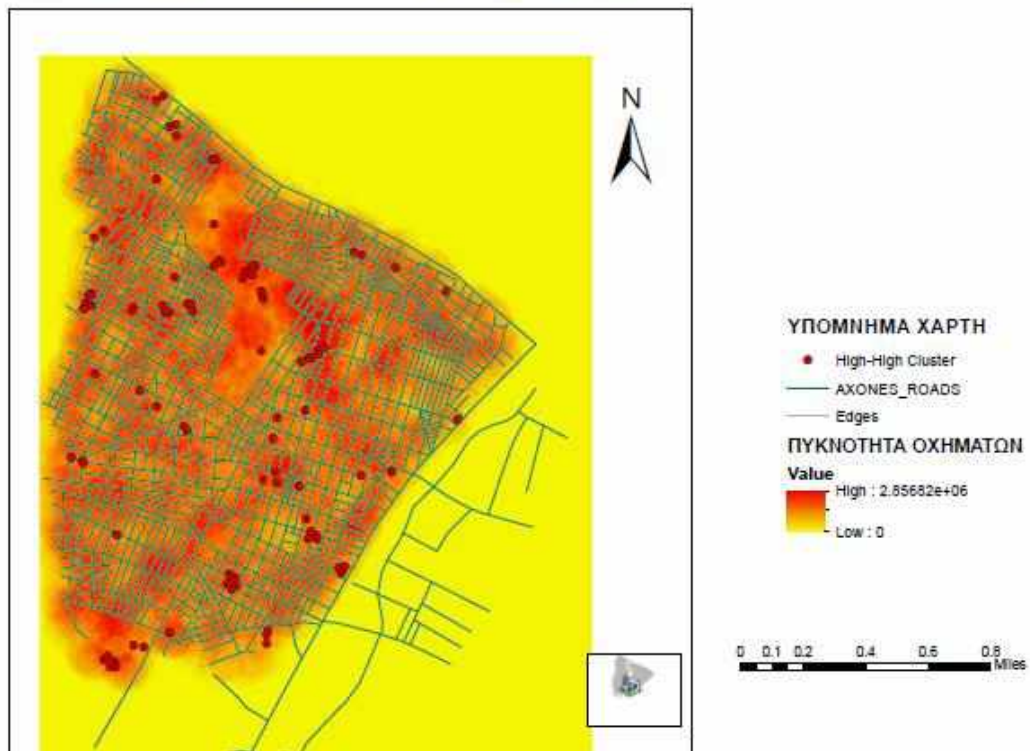 N
ΥΠΟΜΝΗΜΑ ΧΑΡΤΗ
High-High Cluster
AXONES_ROADS
Edges
ΠΥΚΝΟΤΗΤΑ ΟΧΗΜΑΤΩΝ
Value
High : 2.85682e+06
Low : 0
0 0.1 0.2 0.4 0.6 0.8
Miles